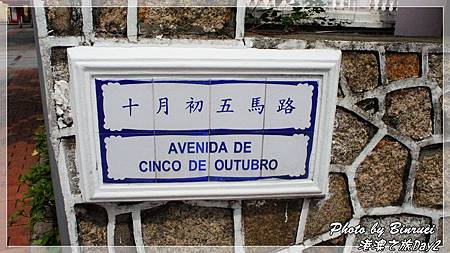 十月初五馬路
AVENIDA DE
CINCO DE OUTUBRO
Photo by Binruei
港澳之旅Day2